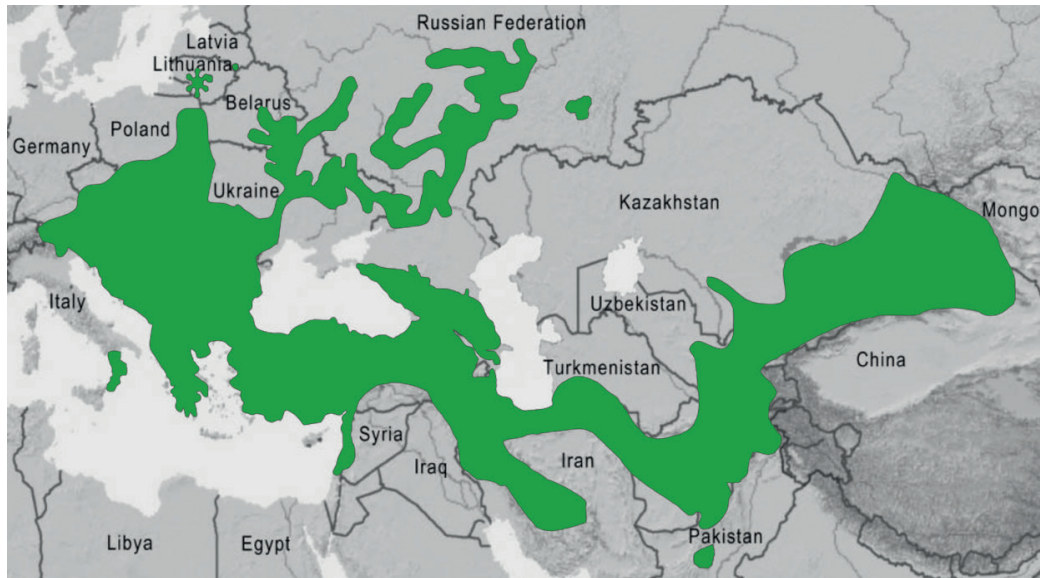 Russian Federation
Latvia
Lithuania
Belarus
Poland
Germany
Ukraine
Kazakhstan
Mongo
Italy
Uzbekistan
Turkmenistan
China
Syria
Iraq
Iran
Pakistan
Libya
Egypt